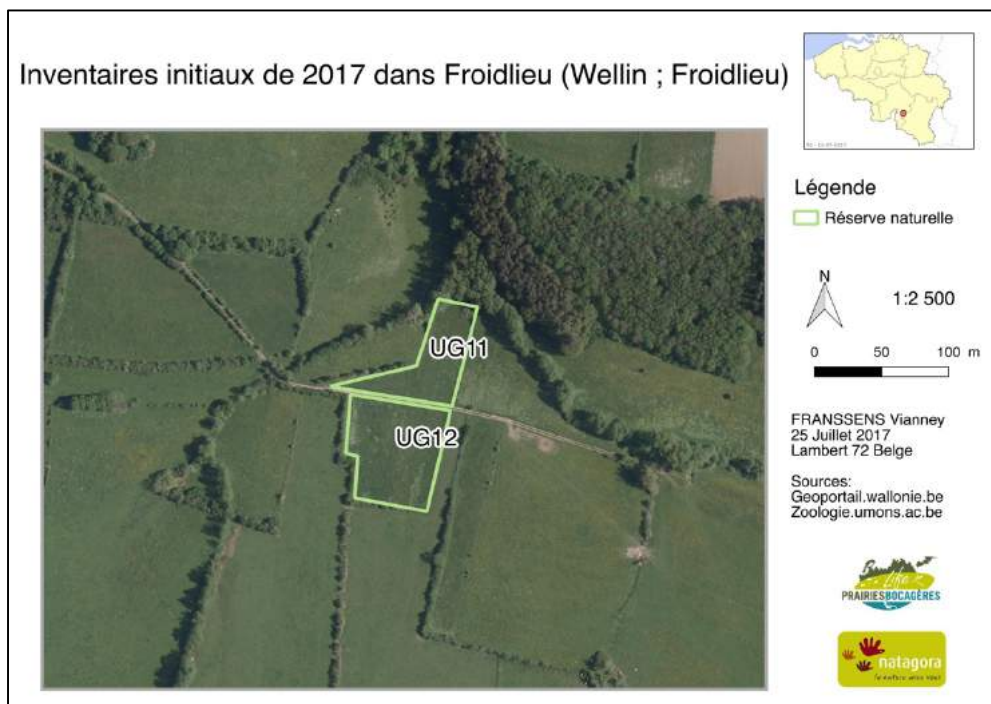 Inventaires initiaux de 2017 dans Froidlieu (Wellin ; Froidlieu)
Légende
Réserve naturelle
N
1:2 500
0 50 100 m
UG11
UG12
FRANSSENS Vianney
25 Juillet 2017
Lambert 72 Belge
Sources:
Geoportail.wallonie.be
Zoologie.umons.ac.be
Life
PRAIRIES BOCAGÈRES
natagora